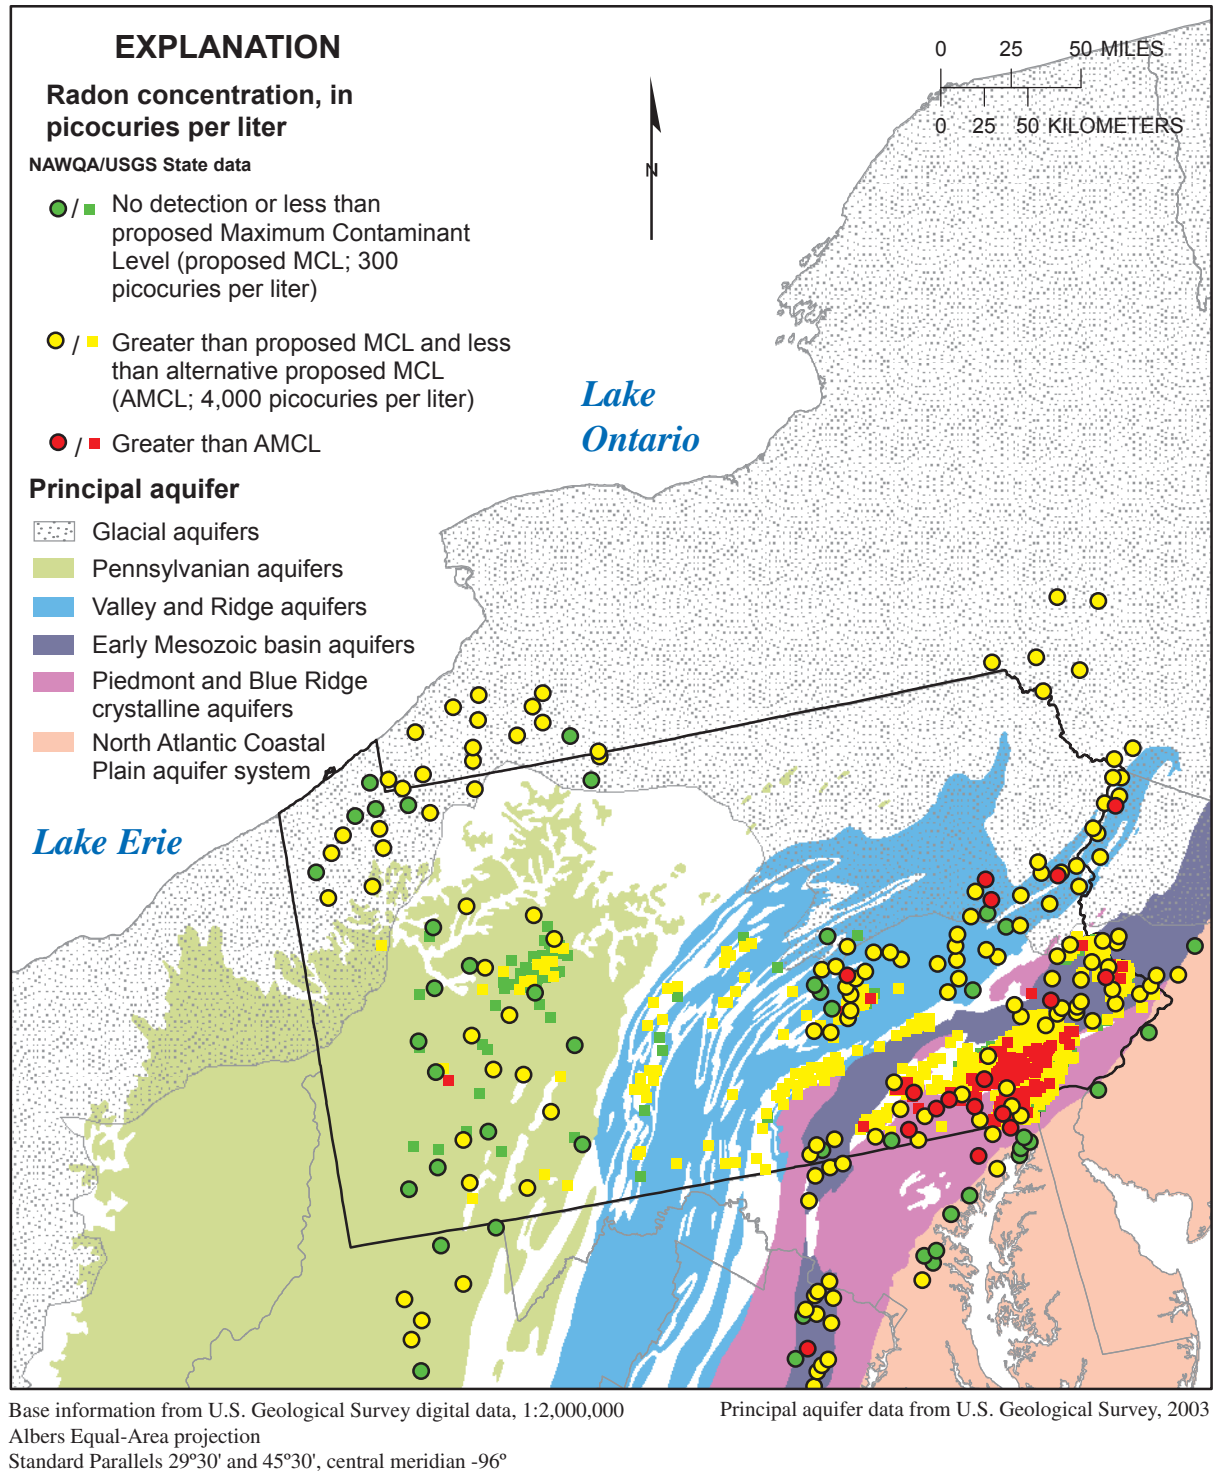 EXPLANATION
Radon concentration, in
picocuries per liter
NAWQA/USGS State data
/ No detection or less than
proposed Maximum Contaminant
Level (proposed MCL; 300
picocuries per liter)
/ Greater than proposed MCL and less
than alternative proposed MCL
(AMCL; 4,000 picocuries per liter)
/ Greater than AMCL
Principal aquifer
Glacial aquifers
Pennsylvanian aquifers
Valley and Ridge aquifers
Early Mesozoic basin aquifers
Piedmont and Blue Ridge
crystalline aquifers
North Atlantic Coastal
Plain aquifer system
0 25 50 MILES
0 25 50 KILOMETERS
N
Lake
Ontario
Lake Erie
Base information from U.S. Geological Survey digital data, 1:2,000,000
Albers Equal-Area projection
Standard Parallels 29º30' and 45º30', central meridian -96º
Principal aquifer data from U.S. Geological Survey, 2003